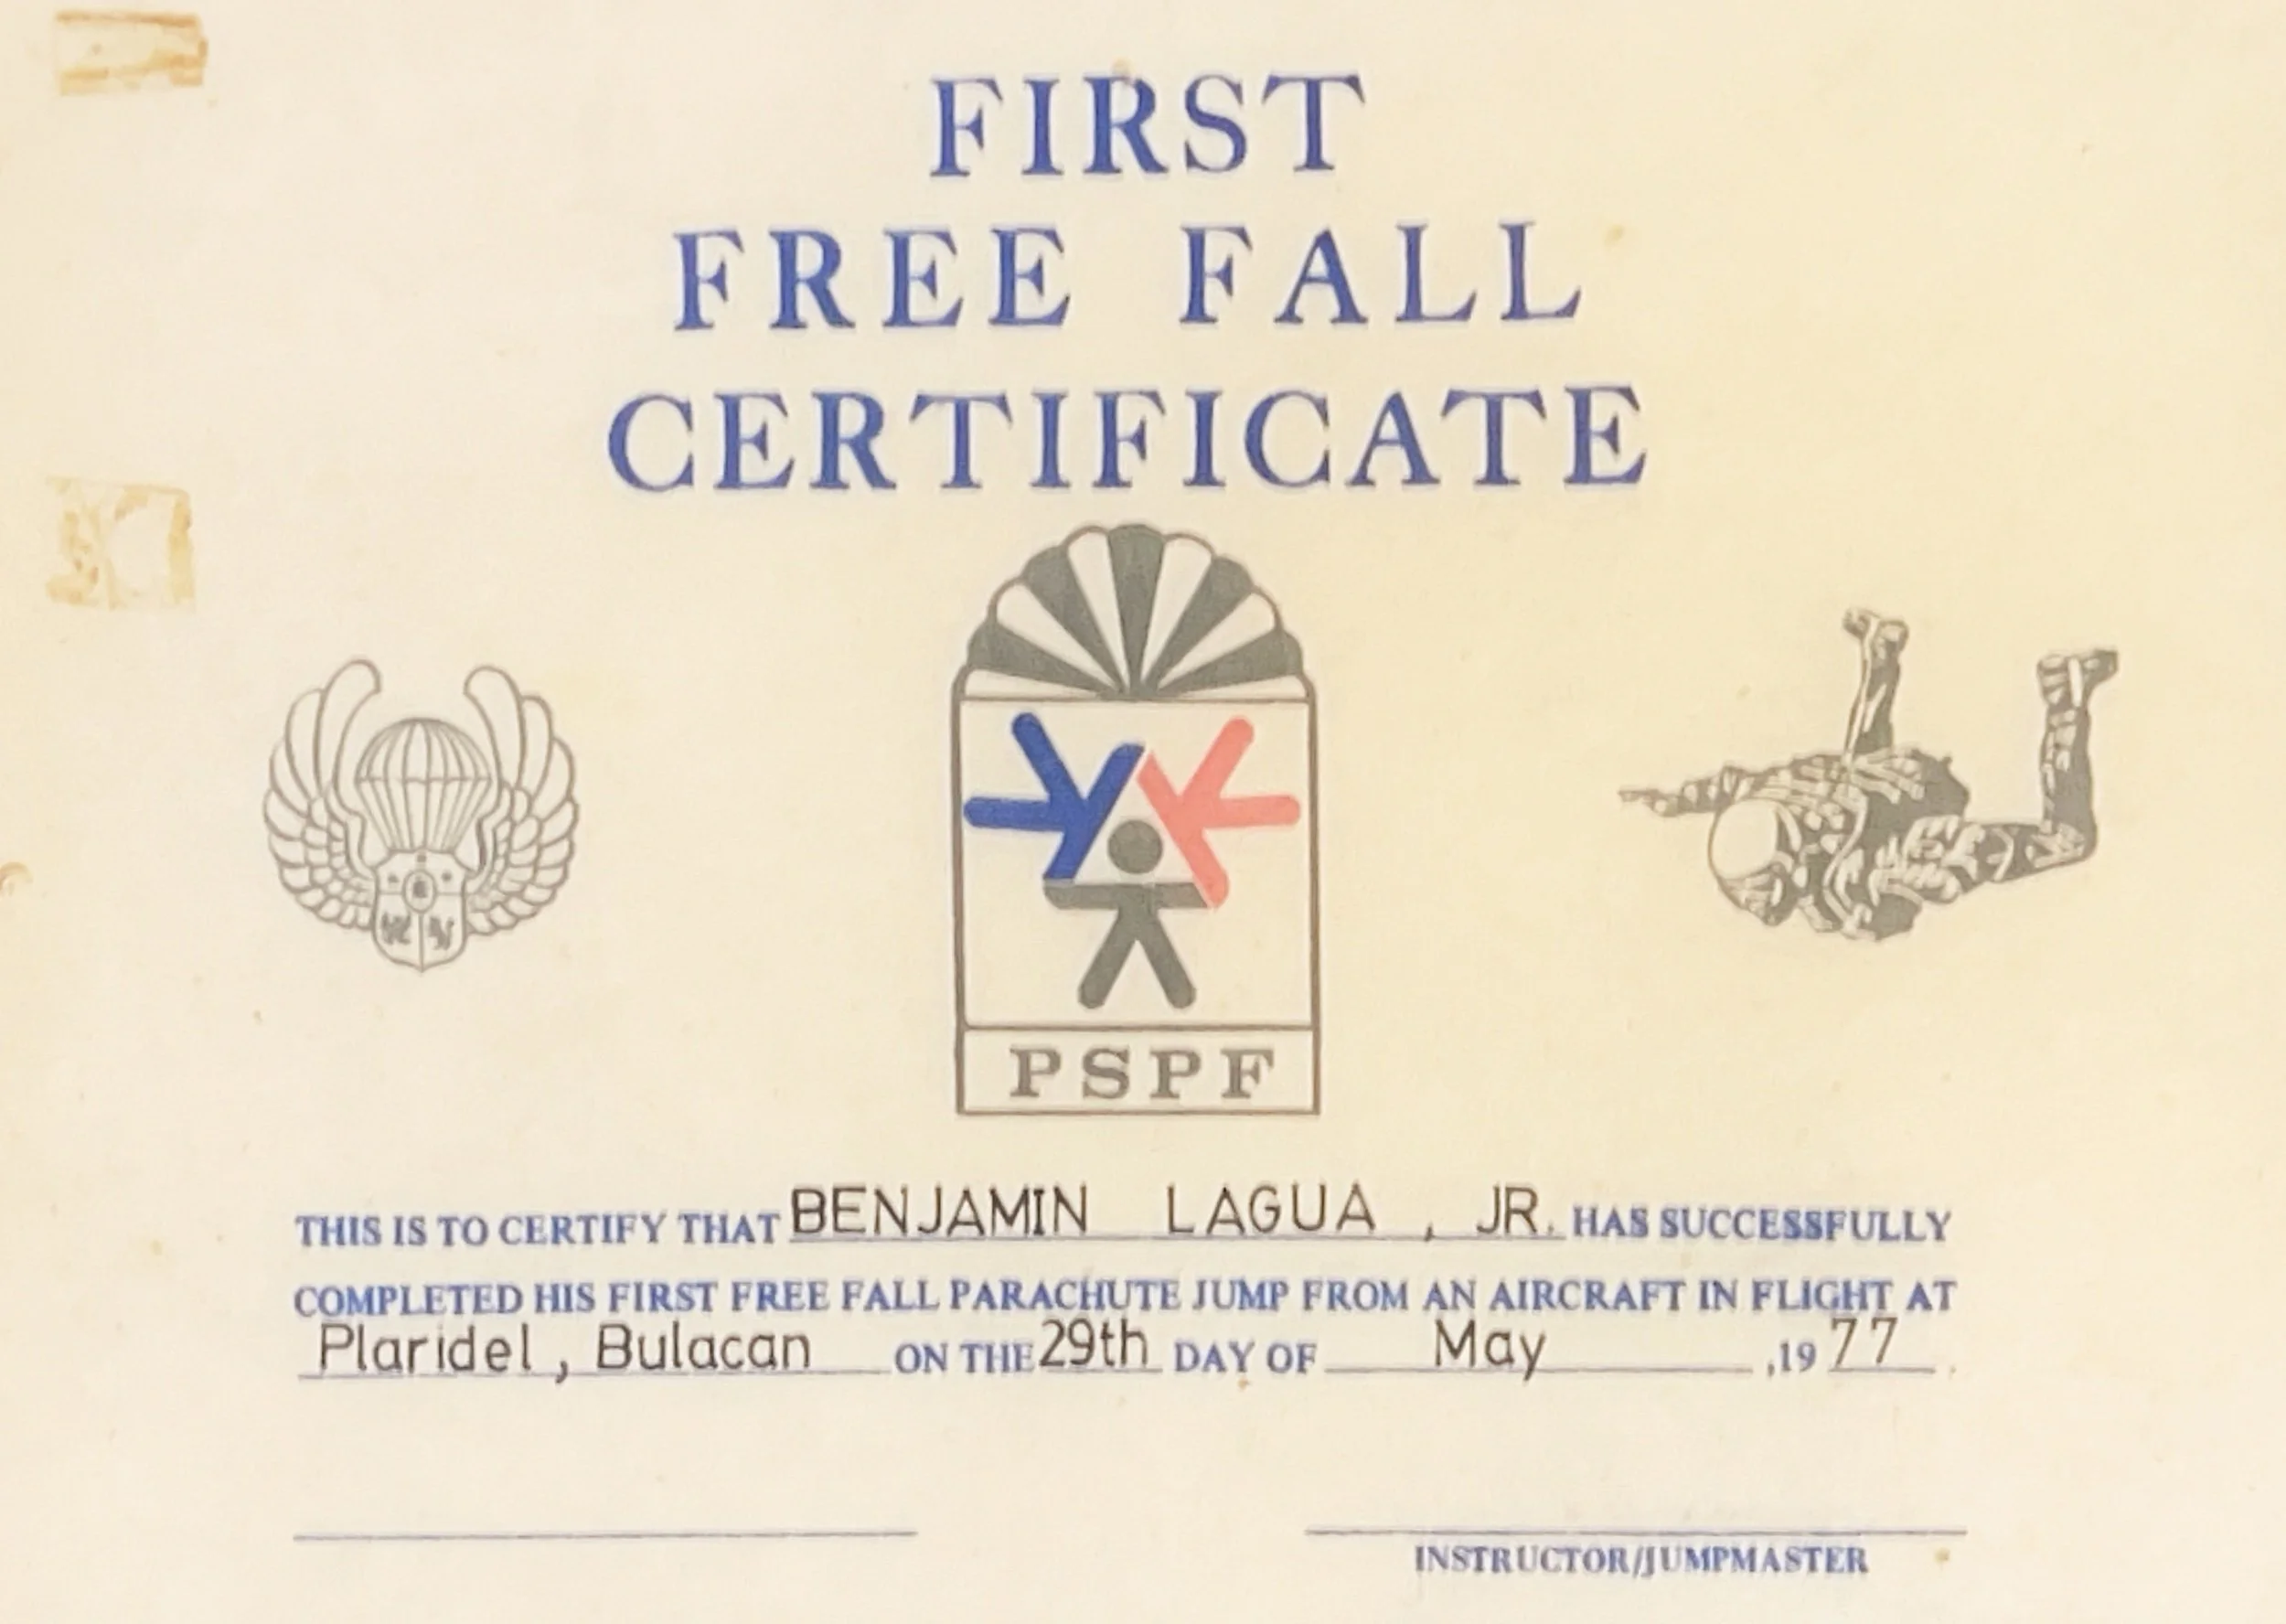 FIRST
FREE FALL
CERTIFICATE
PSPF
THIS IS TO CERTIFY THAT BENJAMIN LAGUA, JR. HAS SUCCESSFULLY
COMPLETED HIS FIRST FREE FALL PARACHUTE JUMP FROM AN AIRCRAFT IN FLIGHT AT
Plaridel, Bulacan ON THE 29th DAY OF May ,19 77.
INSTRUCTOR/JUMPMASTER